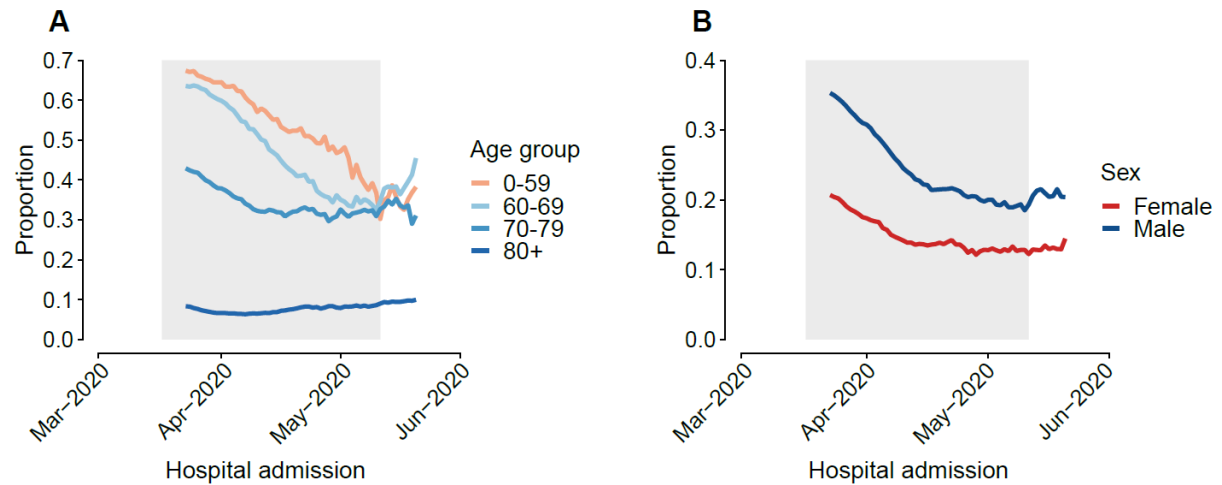 A
Proportion
0.7
0.6
0.5
0.4
0.3
0.2
0.1
0.0
Mar−2020
Apr−2020
May−2020
Jun−2020
Hospital admission
Age group
0-59
60-69
70-79
80+
B
Proportion
0.4
0.3
0.2
0.1
0.0
Mar−2020
Apr−2020
May−2020
Jun−2020
Hospital admission
Sex
Female
Male